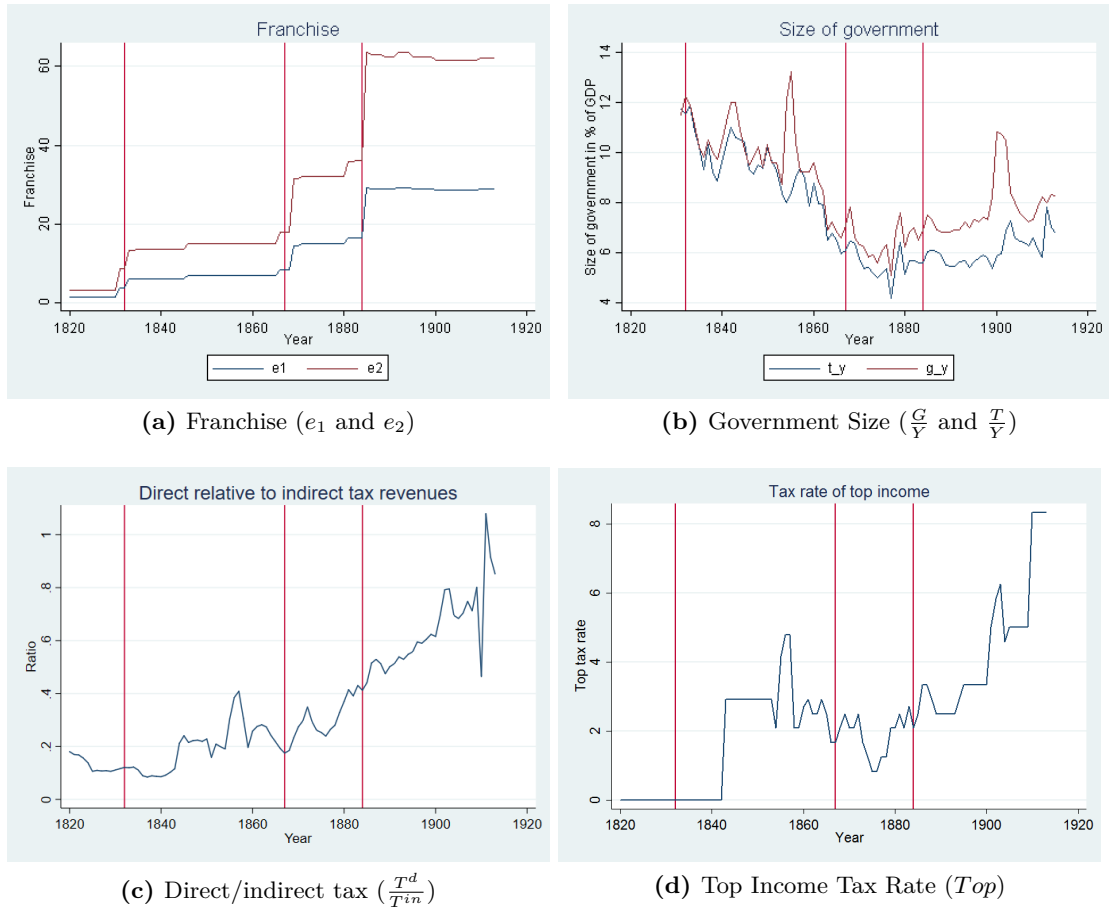 Franchise
Franchise
60
40
20
0
1820 1840 1860 1880 1900 1920
Year
e1 e2
(a) Franchise (e₁ and e₂)
Size of government
Size of government in % of GDP
14
12
10
8
6
4
1820 1840 1860 1880 1900 1920
Year
t_y g_y
(b) Government Size (G/Y and T/Y)
Direct relative to indirect tax revenues
Ratio
1
.8
.6
.4
.2
0
1820 1840 1860 1880 1900 1920
Year
(c) Direct/indirect tax (T^d/T^in)
Tax rate of top income
Top tax rate
8
6
4
2
0
1820 1840 1860 1880 1900 1920
Year
(d) Top Income Tax Rate (Top)